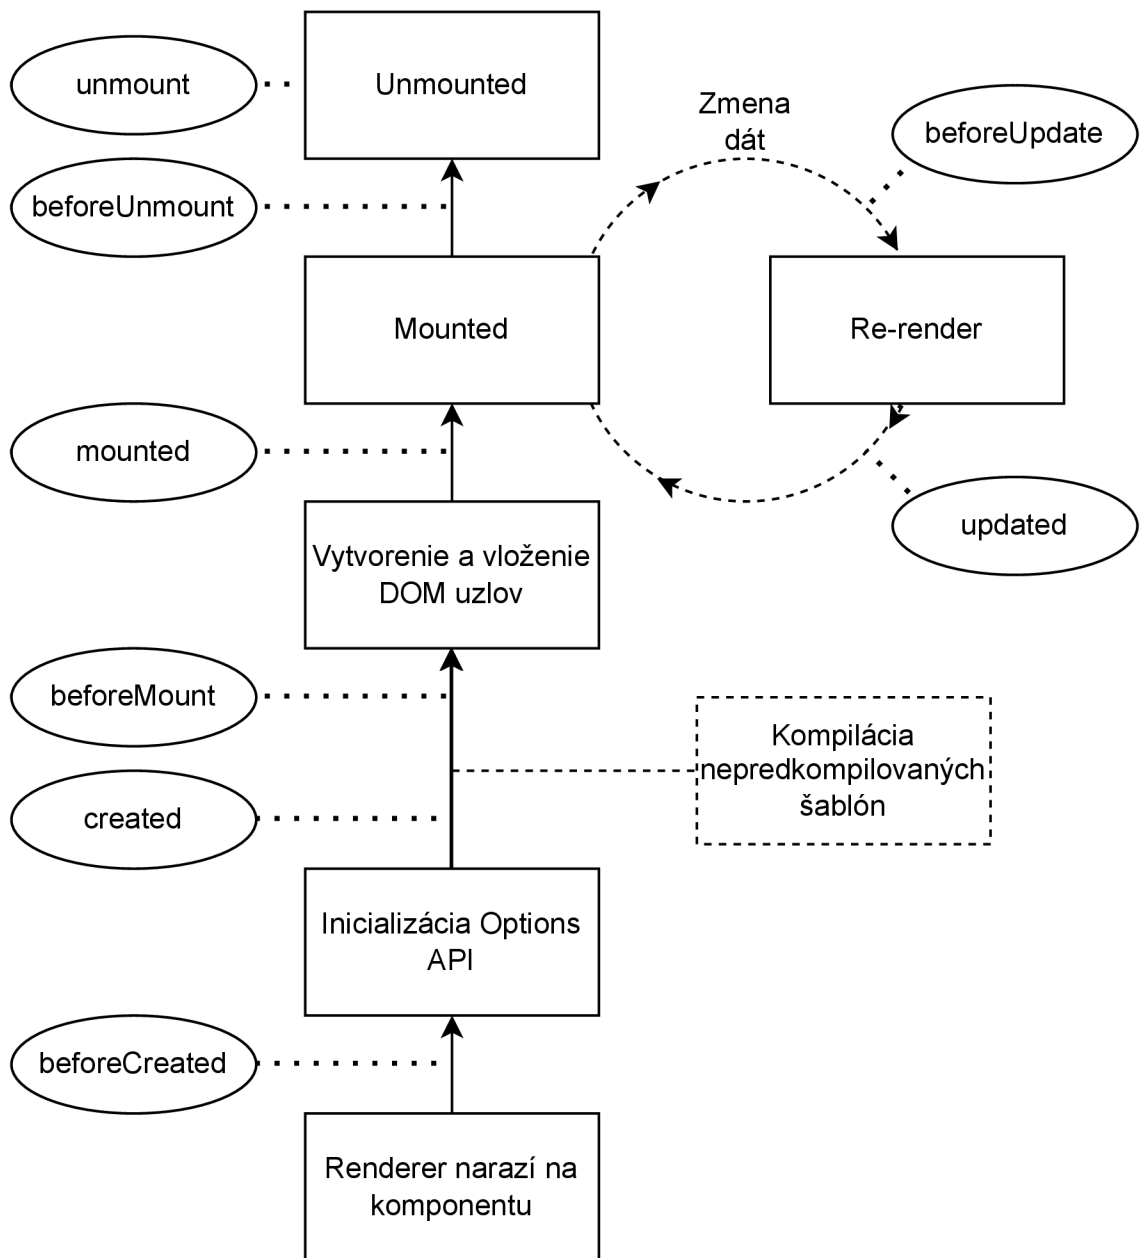 unmount
Unmounted
Zmena
dát
beforeUpdate
beforeUnmount
Mounted
Re-render
mounted
updated
Vytvorenie a vloženie
DOM uzlov
beforeMount
Kompilácia
nepredkompilovaných
šablón
created
Inicializácia Options
API
beforeCreated
Renderer narazí na
komponentu